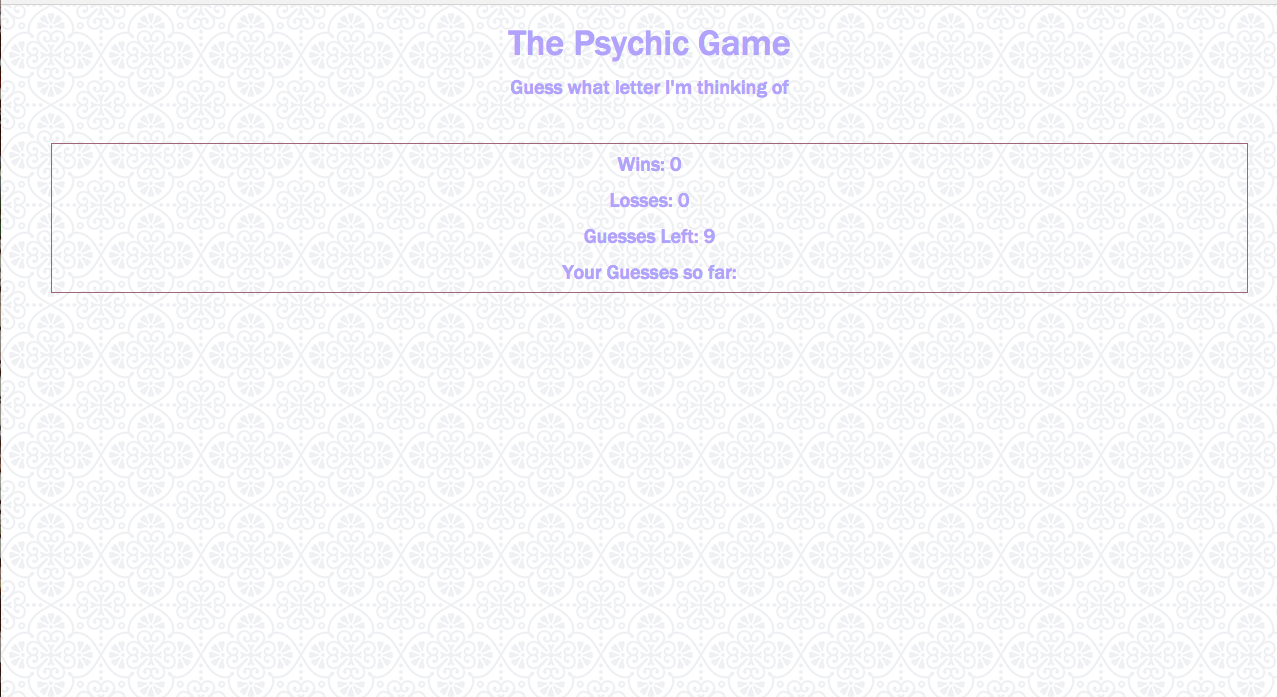 The Psychic Game
Guess what letter I'm thinking of
Wins: 0
Losses: 0
Guesses Left: 9
Your Guesses so far: